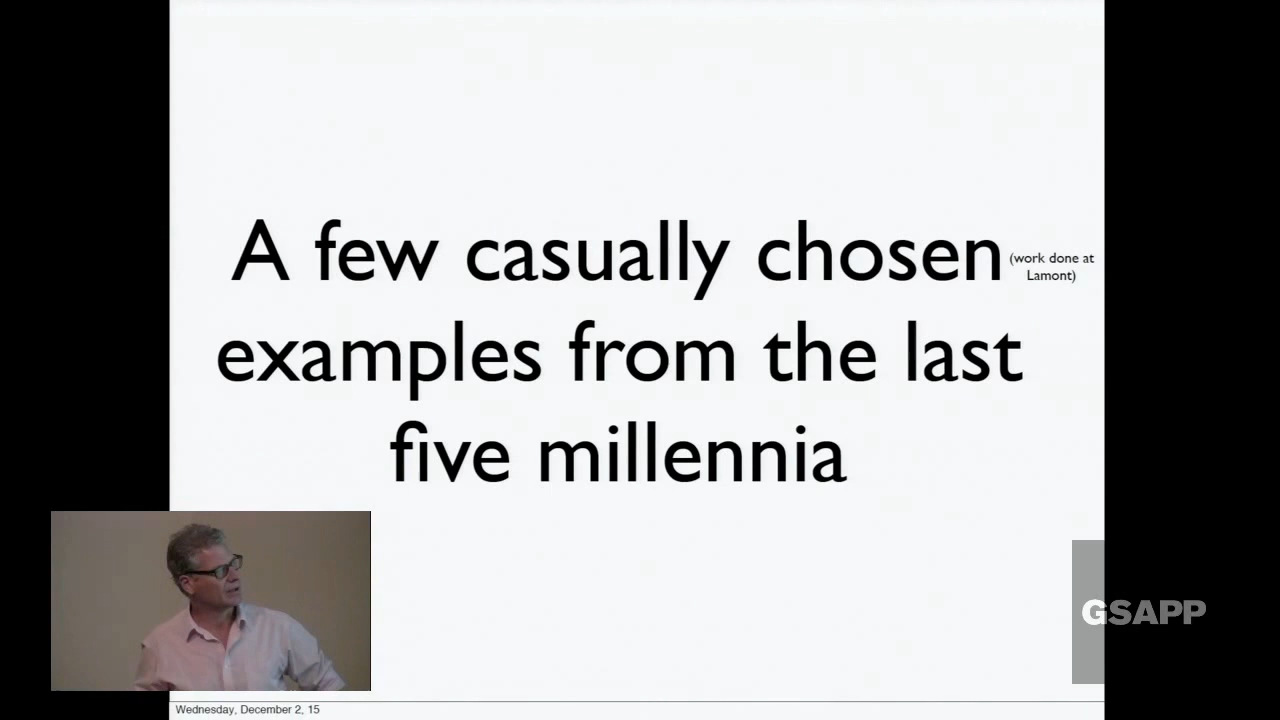 A few casually chosen
(work done at
Lamont)
examples from the last
five millennia
GSAPP
Wednesday, December 2, 15